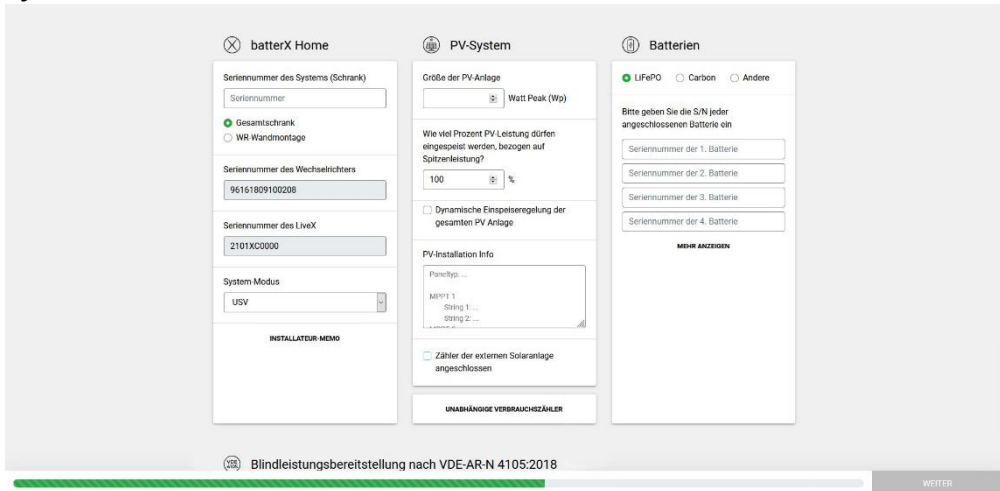 batterX Home
Seriennummer des Systems (Schrank)
Seriennummer
Gesamtschrank
WR-Wandmontage
Seriennummer des Wechselrichters
96161809100208
Seriennummer des LiveX
2101XC0000
System-Modus
USV
INSTALLATEUR-MEMO
PV-System
Größe der PV-Anlage
Watt Peak (Wp)
Wie viel Prozent PV-Leistung dürfen
eingespeist werden, bezogen auf
Spitzenleistung?
100 %
Dynamische Einspeiseregelung der
gesamten PV Anlage
PV-Installation Info
Paneltyp: ...
MPPT 1
String 1: ...
String 2: ...
Zähler der externen Solaranlage
angeschlossen
UNABHÄNGIGE VERBRAUCHSZÄHLER
Batterien
LiFePO Carbon Andere
Bitte geben Sie die S/N jeder
angeschlossenen Batterie ein
Seriennummer der 1. Batterie
Seriennummer der 2. Batterie
Seriennummer der 3. Batterie
Seriennummer der 4. Batterie
MEHR ANZEIGEN
Blindleistungsbereitstellung nach VDE-AR-N 4105:2018
WEITER